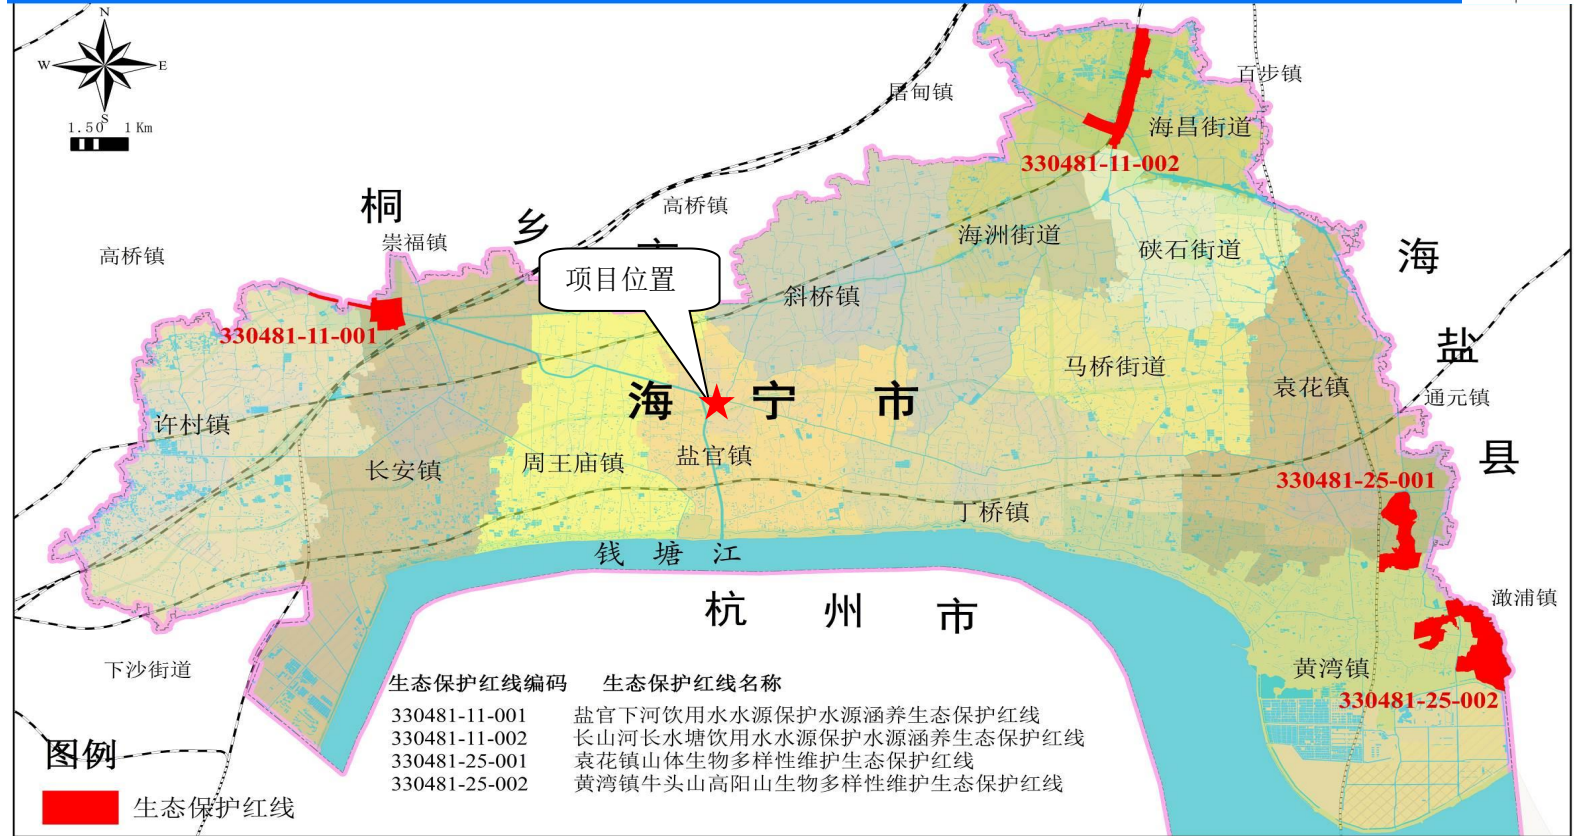 N
W E
S
1.50 1 Km
屠甸镇
百步镇
海昌街道
330481-11-002
桐 乡 市
高桥镇
崇福镇
高桥镇
海洲街道
硖石街道
海 盐 县
项目位置
斜桥镇
330481-11-001
马桥街道
袁花镇
通元镇
海 宁 市
许村镇
长安镇
周王庙镇
盐官镇
330481-25-001
丁桥镇
钱 塘 江
杭 州 市
澉浦镇
下沙街道
黄湾镇
330481-25-002
生态保护红线编码 生态保护红线名称
330481-11-001 盐官下河饮用水水源保护水源涵养生态保护红线
330481-11-002 长山河长水塘饮用水水源保护水源涵养生态保护红线
330481-25-001 袁花镇山体生物多样性维护生态保护红线
330481-25-002 黄湾镇牛头山高阳山生物多样性维护生态保护红线
图例
生态保护红线